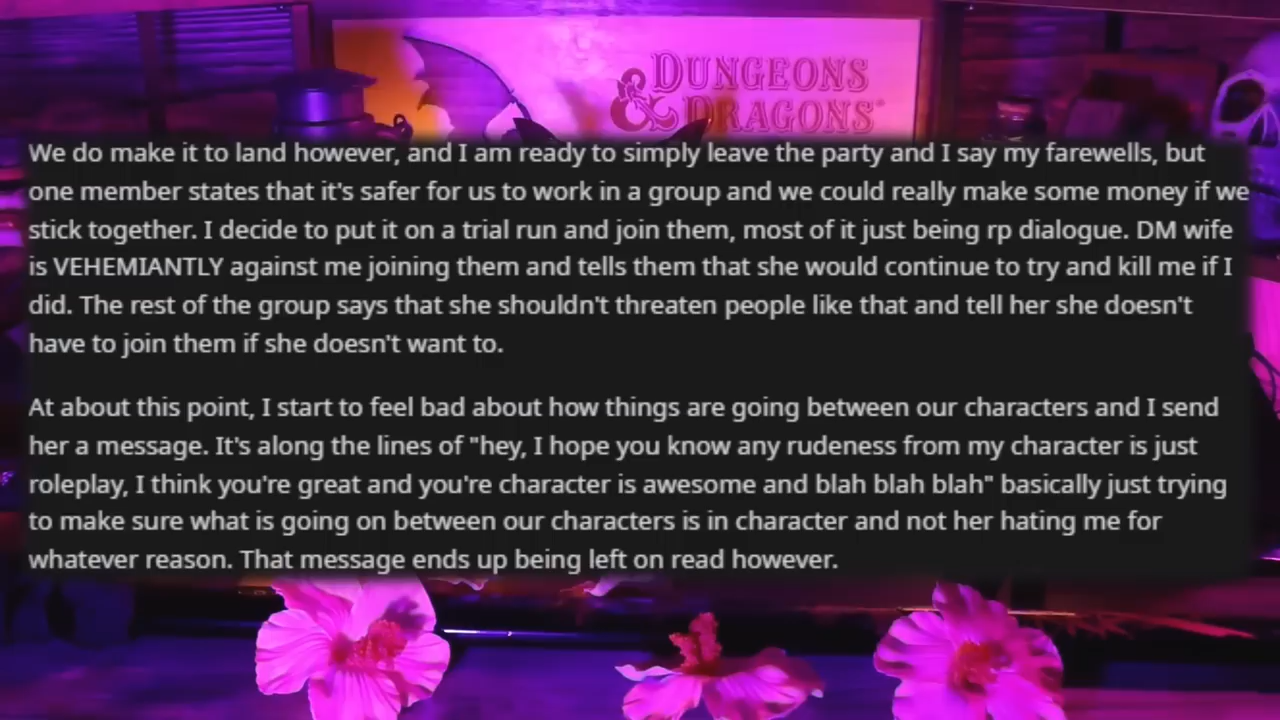 DUNGEONS
& DRAGONS
We do make it to land however, and I am ready to simply leave the party and I say my farewells, but
one member states that it's safer for us to work in a group and we could really make some money if we
stick together. I decide to put it on a trial run and join them, most of it just being rp dialogue. DM wife
is VEHEMIANTLY against me joining them and tells them that she would continue to try and kill me if I
did. The rest of the group says that she shouldn't threaten people like that and tell her she doesn't
have to join them if she doesn't want to.
At about this point, I start to feel bad about how things are going between our characters and I send
her a message. It's along the lines of "hey, I hope you know any rudeness from my character is just
roleplay, I think you're great and you're character is awesome and blah blah blah" basically just trying
to make sure what is going on between our characters is in character and not her hating me for
whatever reason. That message ends up being left on read however.